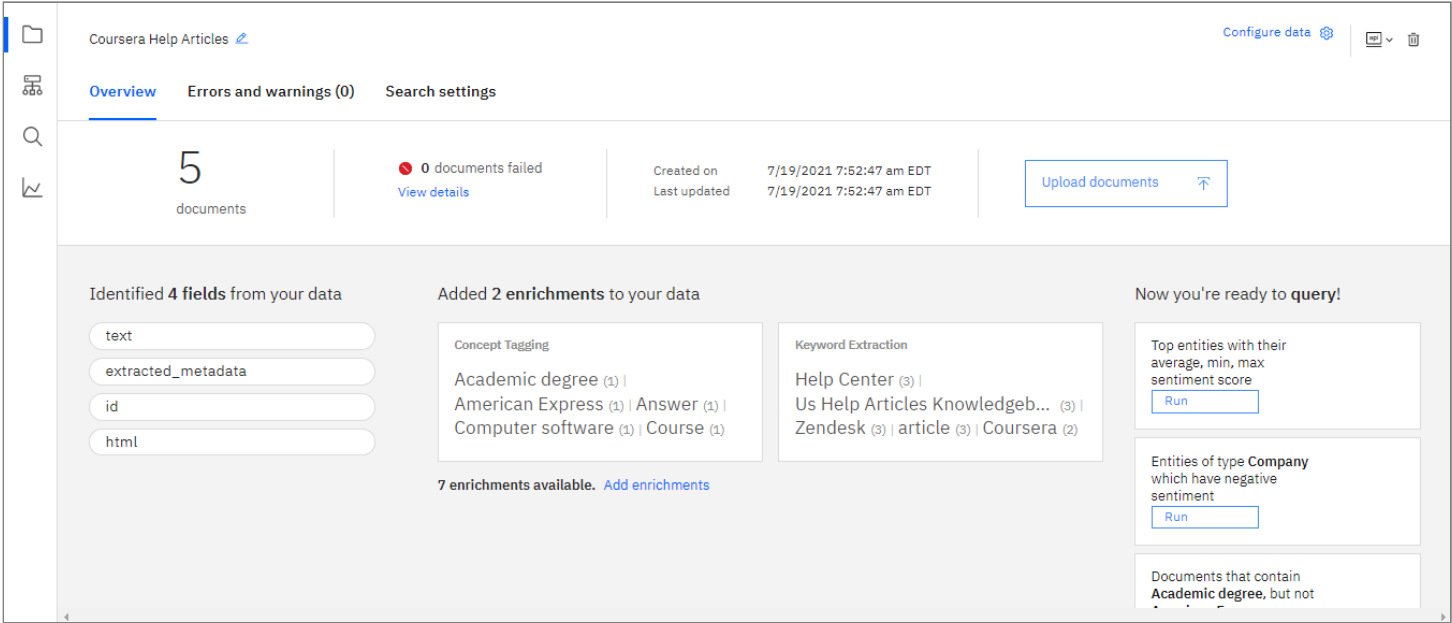 Coursera Help Articles
Configure data
api
Overview
Errors and warnings (0)
Search settings
5
documents
0 documents failed
View details
Created on 7/19/2021 7:52:47 am EDT
Last updated 7/19/2021 7:52:47 am EDT
Upload documents
Identified 4 fields from your data
text
extracted_metadata
id
html
Added 2 enrichments to your data
Concept Tagging
Academic degree (1) |
American Express (1) | Answer (1) |
Computer software (1) | Course (1)
Keyword Extraction
Help Center (3) |
Us Help Articles Knowledgeb... (3) |
Zendesk (3) | article (3) | Coursera (2)
7 enrichments available. Add enrichments
Now you're ready to query!
Top entities with their
average, min, max
sentiment score
Run
Entities of type Company
which have negative
sentiment
Run
Documents that contain
Academic degree, but not